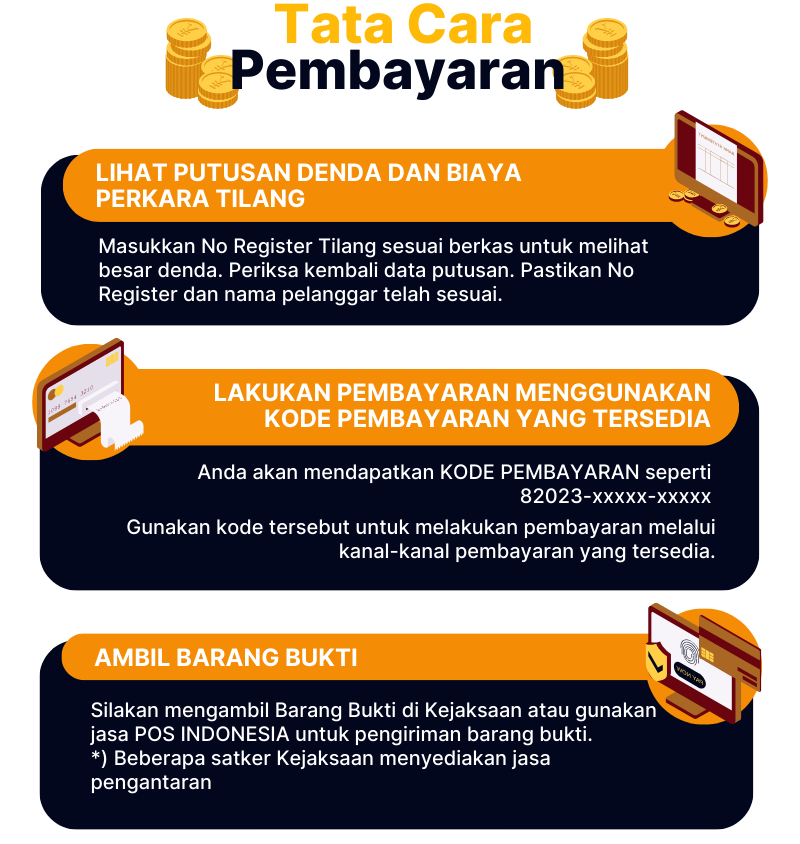 Tata Cara
Pembayaran
LIHAT PUTUSAN DENDA DAN BIAYA
PERKARA TILANG
Masukkan No Register Tilang sesuai berkas untuk melihat
besar denda. Periksa kembali data putusan. Pastikan No
Register dan nama pelanggar telah sesuai.
LAKUKAN PEMBAYARAN MENGGUNAKAN
KODE PEMBAYARAN YANG TERSEDIA
Anda akan mendapatkan KODE PEMBAYARAN seperti
82023-xxxxx-xxxxx
Gunakan kode tersebut untuk melakukan pembayaran melalui
kanal-kanal pembayaran yang tersedia.
AMBIL BARANG BUKTI
PAY NOW
Silakan mengambil Barang Bukti di Kejaksaan atau gunakan
jasa POS INDONESIA untuk pengiriman barang bukti.
*) Beberapa satker Kejaksaan menyediakan jasa
pengantaran